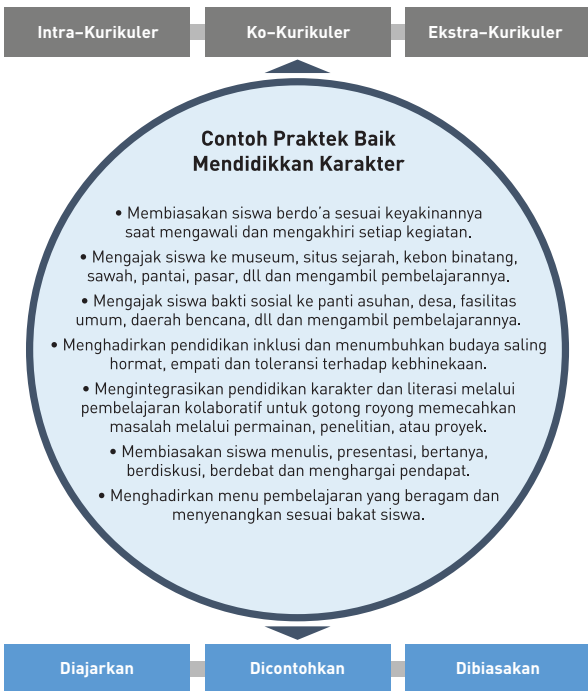 Intra–Kurikuler
Ko–Kurikuler
Ekstra–Kurikuler
Contoh Praktek Baik
Mendidikkan Karakter
• Membiasakan siswa berdo’a sesuai keyakinannya
saat mengawali dan mengakhiri setiap kegiatan.
• Mengajak siswa ke museum, situs sejarah, kebon binatang,
sawah, pantai, pasar, dll dan mengambil pembelajarannya.
• Mengajak siswa bakti sosial ke panti asuhan, desa, fasilitas
umum, daerah bencana, dll dan mengambil pembelajarannya.
• Menghadirkan pendidikan inklusi dan menumbuhkan budaya saling
hormat, empati dan toleransi terhadap kebhinekaan.
• Mengintegrasikan pendidikan karakter dan literasi melalui
pembelajaran kolaboratif untuk gotong royong memecahkan
masalah melalui permainan, penelitian, atau proyek.
• Membiasakan siswa menulis, presentasi, bertanya,
berdiskusi, berdebat dan menghargai pendapat.
• Menghadirkan menu pembelajaran yang beragam dan
menyenangkan sesuai bakat siswa.
Diajarkan
Dicontohkan
Dibiasakan